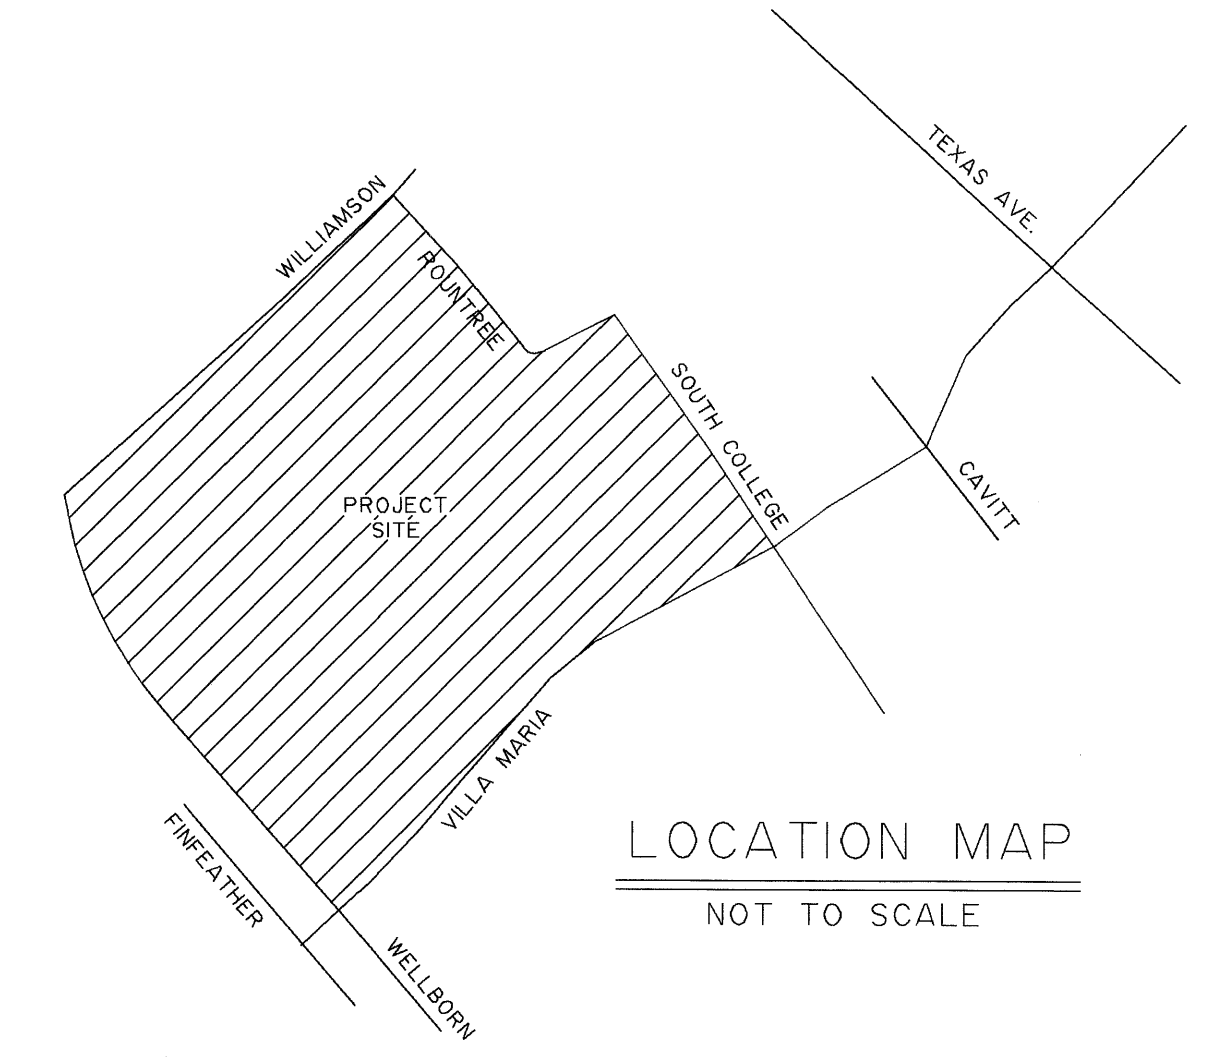 TEXAS AVE.
WILLIAMSON
ROUNTREE
SOUTH COLLEGE
CAVITT
PROJECT
SITE
VILLA MARIA
FINFEATHER
WELLBORN
LOCATION MAP
NOT TO SCALE